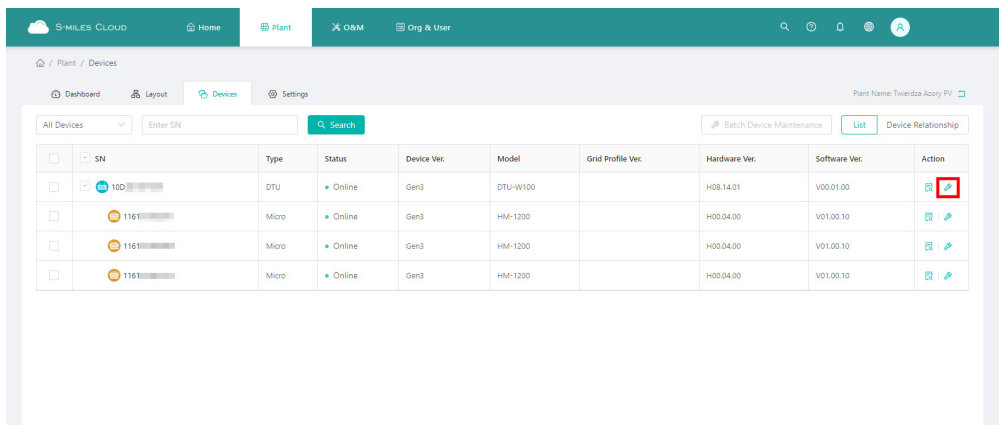 S-MILES CLOUD Home Plant O&M Org & User
/ Plant / Devices
Dashboard Layout Devices Settings Plant Name: Twierdza Azory PV
All Devices Enter SN Search Batch Device Maintenance List Device Relationship
SN Type Status Device Ver. Model Grid Profile Ver. Hardware Ver. Software Ver. Action
10D DTU Online Gen3 DTU-W100 H08.14.01 V00.01.00
1161 Micro Online Gen3 HM-1200 H00.04.00 V01.00.10
1161 Micro Online Gen3 HM-1200 H00.04.00 V01.00.10
1161 Micro Online Gen3 HM-1200 H00.04.00 V01.00.10